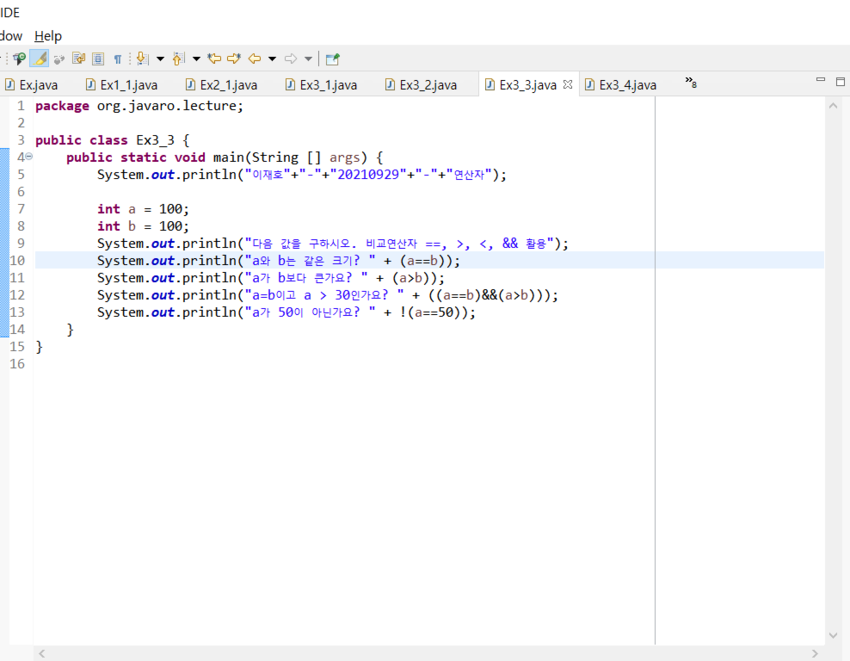 IDE
dow Help
Ex.java Ex1_1.java Ex2_1.java Ex3_1.java Ex3_2.java Ex3_3.java Ex3_4.java »8
1 package org.javaro.lecture;
2
3 public class Ex3_3 {
4 public static void main(String [] args) {
5 System.out.println("이재호"+"-"+"20210929"+"-"+"연산자");
6
7 int a = 100;
8 int b = 100;
9 System.out.println("다음 값을 구하시오. 비교연산자 ==, >, <, && 활용");
10 System.out.println("a와 b는 같은 크기? " + (a==b));
11 System.out.println("a가 b보다 큰가요? " + (a>b));
12 System.out.println("a=b이고 a > 30인가요? " + ((a==b)&&(a>b)));
13 System.out.println("a가 50이 아닌가요? " + !(a==50));
14 }
15 }
16